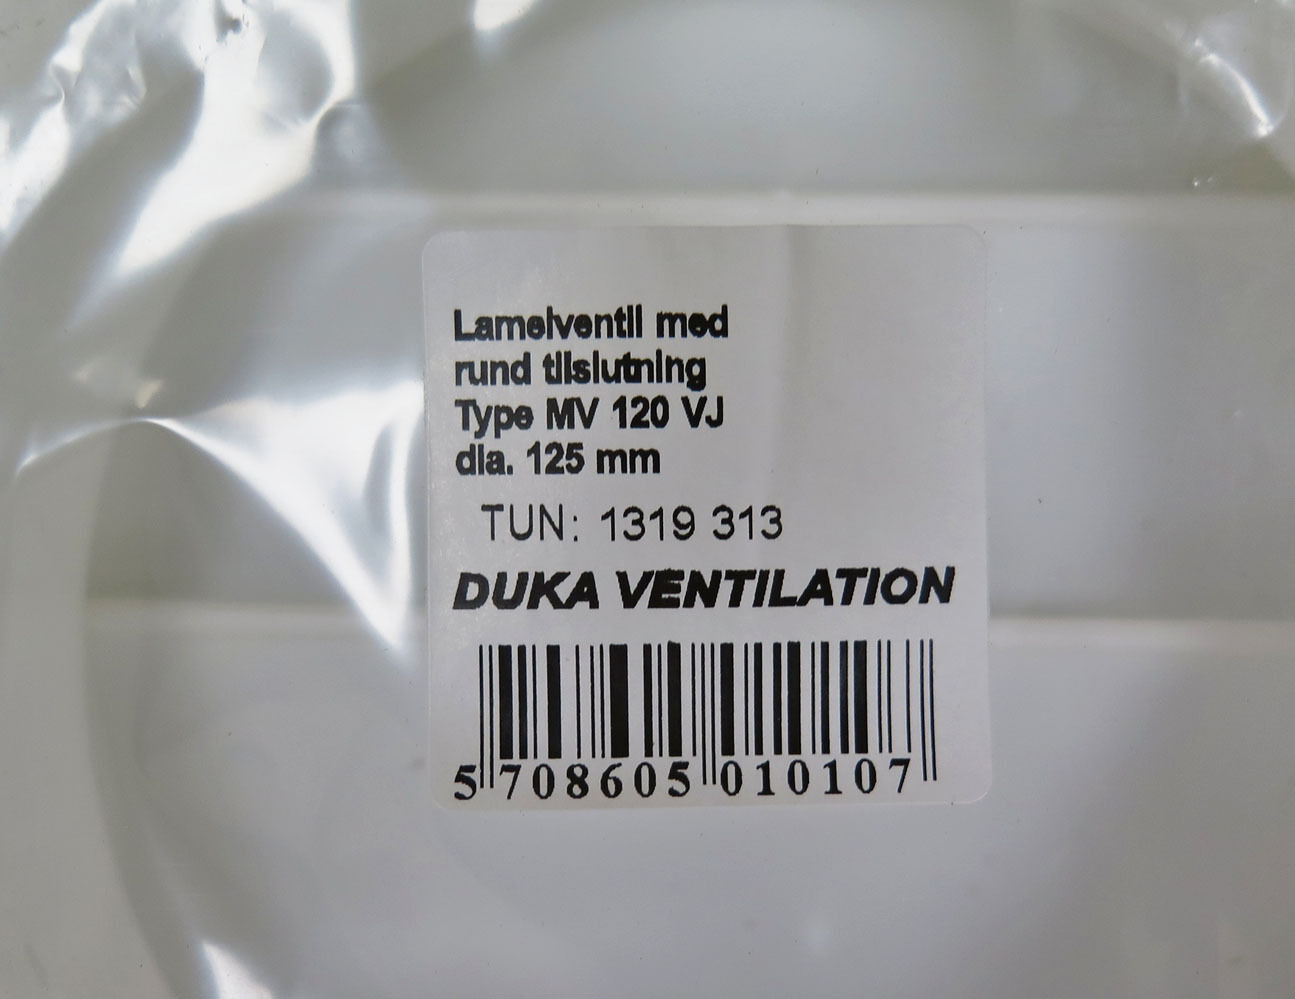 Lamelventil med
rund tilslutning
Type MV 120 VJ
dia. 125 mm
TUN: 1319 313
DUKA VENTILATION
5 708605 010107